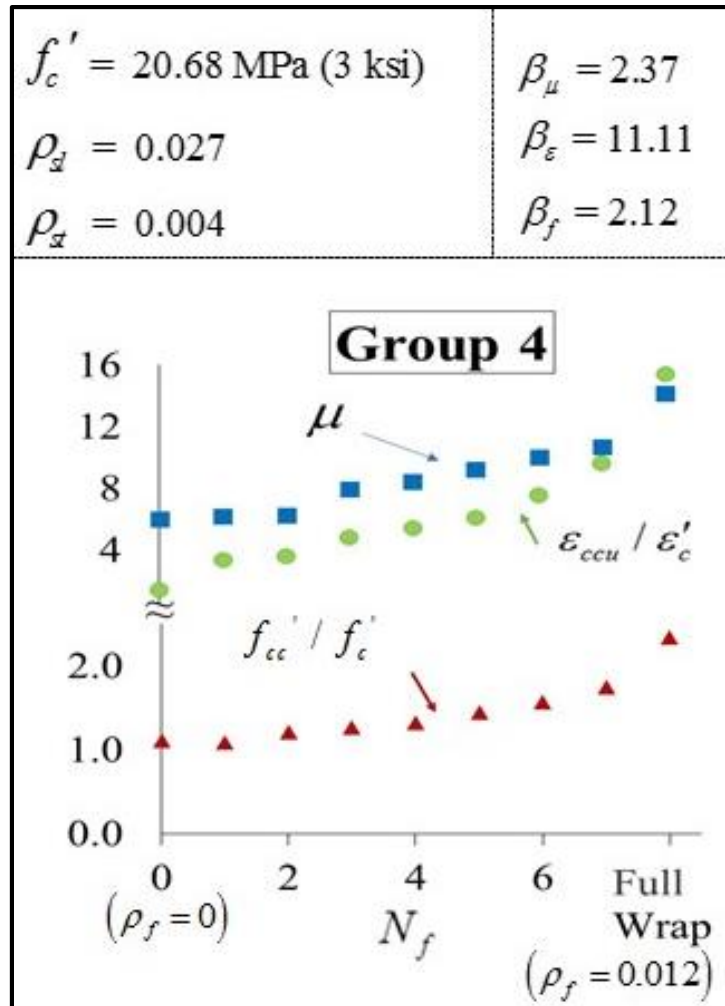 f_c' = 20.68 MPa (3 ksi)
ρ_sl = 0.027
ρ_st = 0.004
β_μ = 2.37
β_ε = 11.11
β_f = 2.12
Group 4
16
12
8
4
μ
ε_ccu / ε_c'
f_cc' / f_c'
2.0
1.0
0.0
0 2 4 6 Full
Wrap
(ρ_f = 0)
N_f
(ρ_f = 0.012)